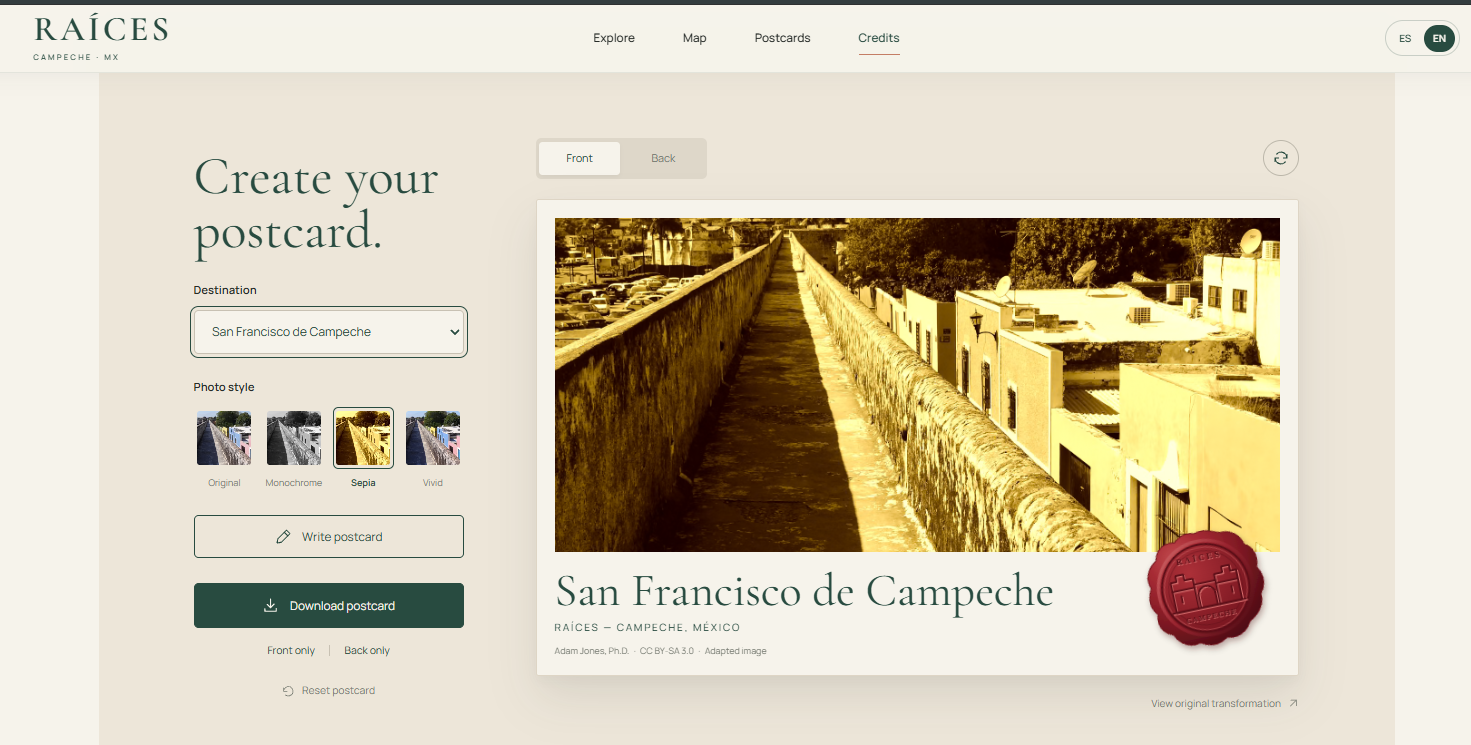 RAÍCES
CAMPECHE · MX
Explore
Map
Postcards
Credits
ES
EN
Create your
postcard.
Destination
San Francisco de Campeche
Photo style
Original
Monochrome
Sepia
Vivid
Write postcard
Download postcard
Front only
Back only
Reset postcard
Front
Back
RAÍCES
CAMPECHE
San Francisco de Campeche
RAÍCES — CAMPECHE, MÉXICO
Adam Jones, Ph.D. · CC BY-SA 3.0 · Adapted image
View original transformation